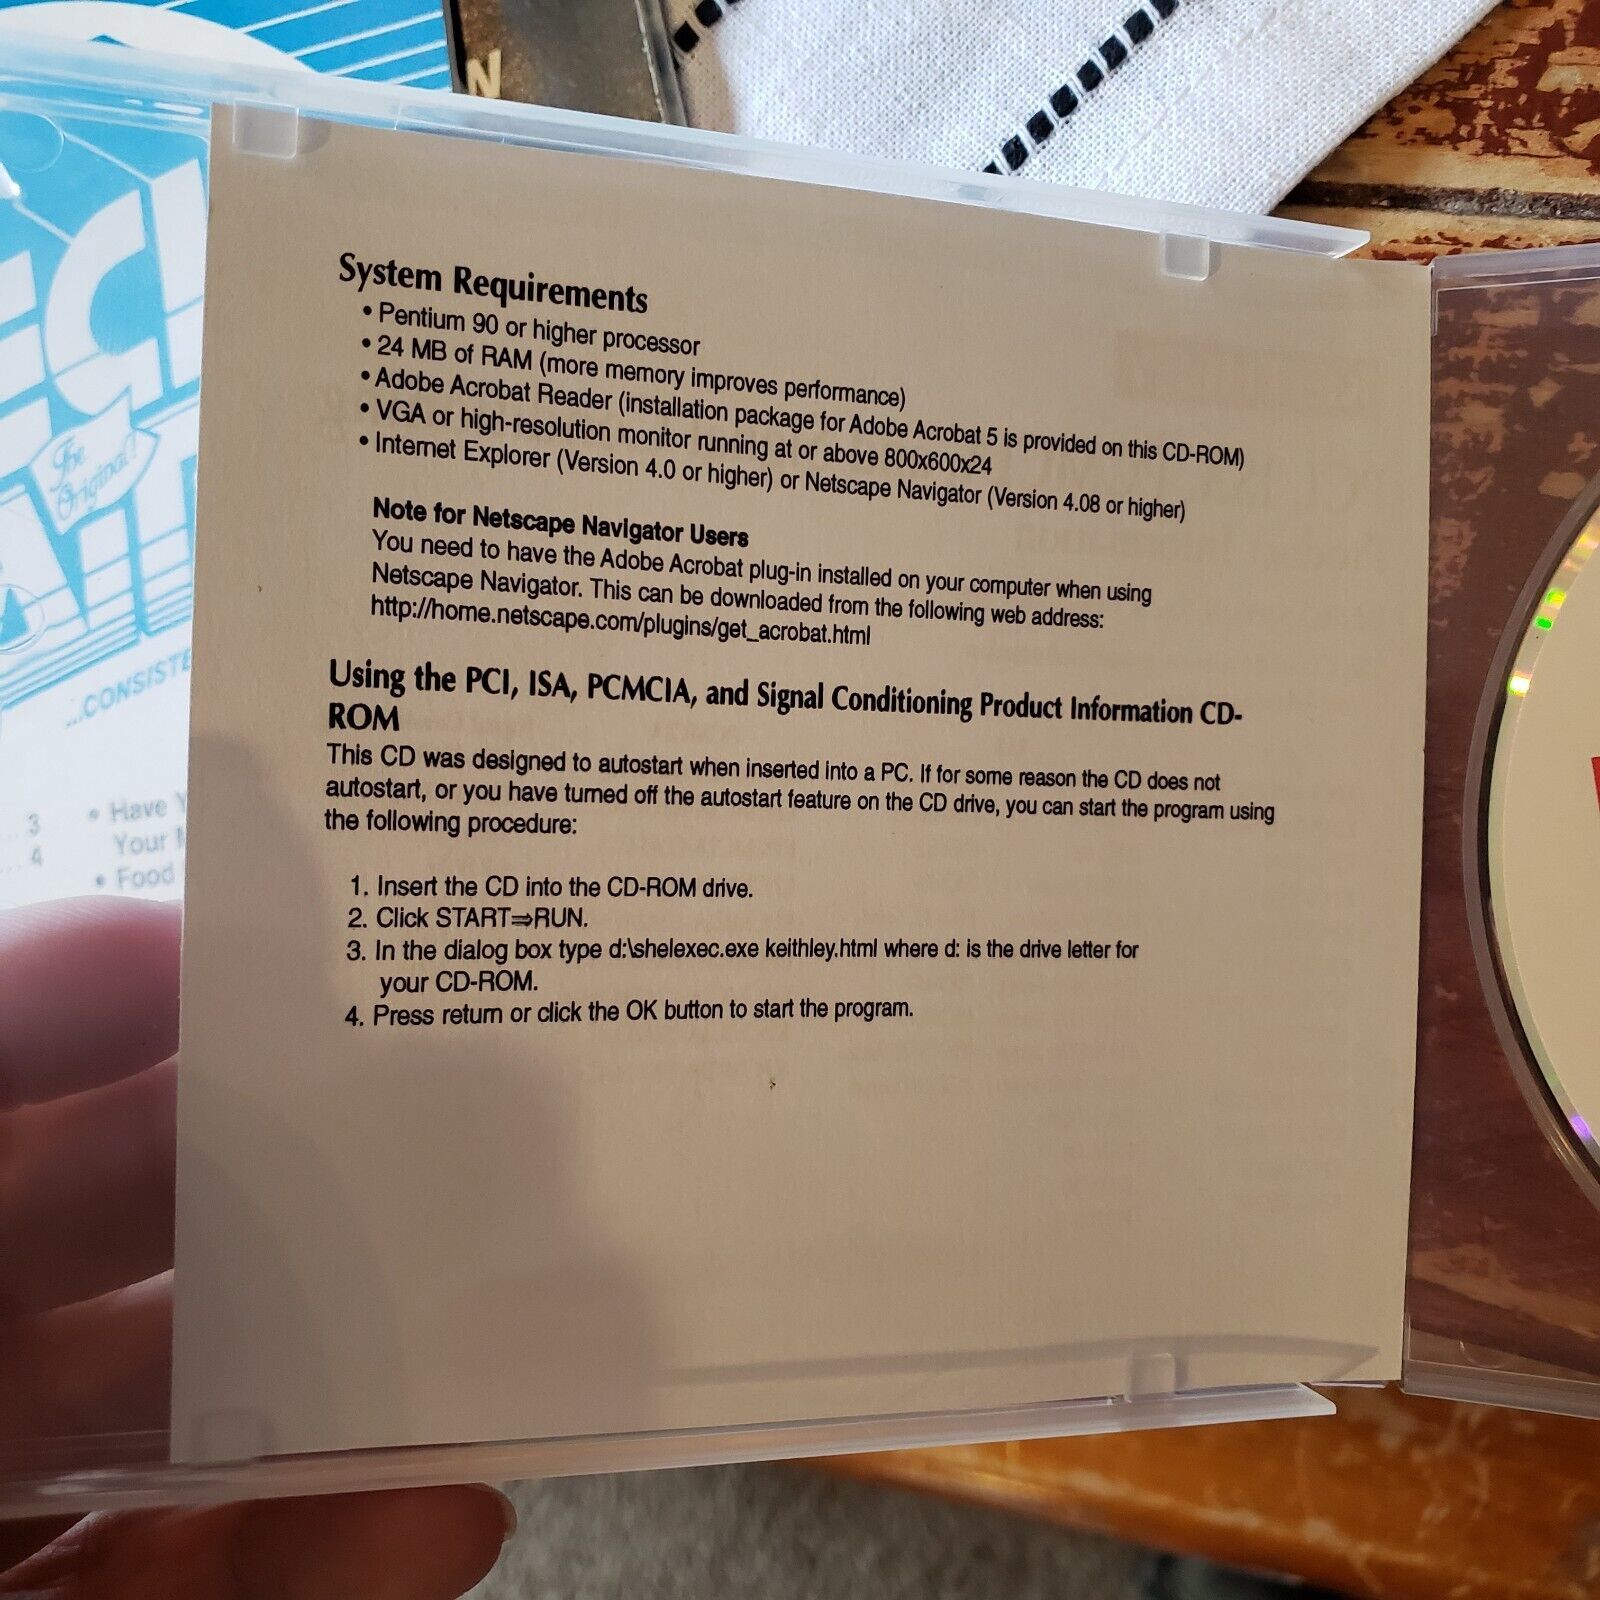 System Requirements
• Pentium 90 or higher processor
• 24 MB of RAM (more memory improves performance)
• Adobe Acrobat Reader (installation package for Adobe Acrobat 5 is provided on this CD-ROM)
• VGA or high-resolution monitor running at or above 800x600x24
• Internet Explorer (Version 4.0 or higher) or Netscape Navigator (Version 4.08 or higher)
Note for Netscape Navigator Users
You need to have the Adobe Acrobat plug-in installed on your computer when using
Netscape Navigator. This can be downloaded from the following web address:
http://home.netscape.com/plugins/get_acrobat.html
Using the PCI, ISA, PCMCIA, and Signal Conditioning Product Information CD-
ROM
This CD was designed to autostart when inserted into a PC. If for some reason the CD does not
autostart, or you have turned off the autostart feature on the CD drive, you can start the program using
the following procedure:
1. Insert the CD into the CD-ROM drive.
2. Click START⇒RUN.
3. In the dialog box type d:\shelexec.exe keithley.html where d: is the drive letter for
your CD-ROM.
4. Press return or click the OK button to start the program.
N
The
Original!
3
4
• Have
Your
• Food